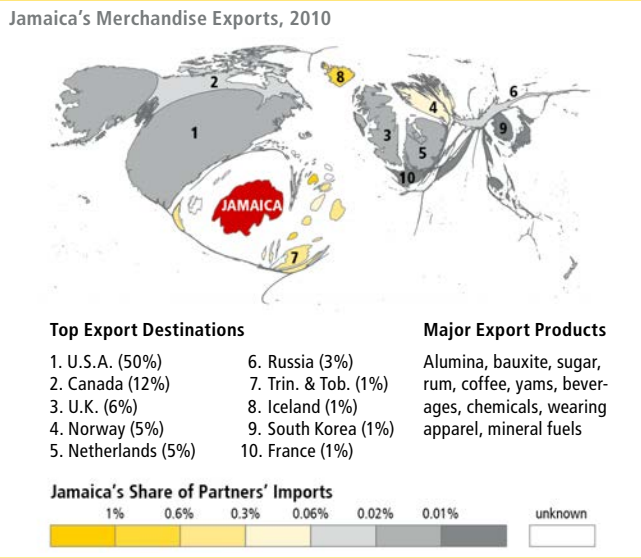 Jamaica's Merchandise Exports, 2010
8
2
6
4
1
3
9
5
10
JAMAICA
7
Top Export Destinations
1. U.S.A. (50%)
2. Canada (12%)
3. U.K. (6%)
4. Norway (5%)
5. Netherlands (5%)
6. Russia (3%)
7. Trin. & Tob. (1%)
8. Iceland (1%)
9. South Korea (1%)
10. France (1%)
Major Export Products
Alumina, bauxite, sugar,
rum, coffee, yams, bever-
ages, chemicals, wearing
apparel, mineral fuels
Jamaica's Share of Partners' Imports
1% 0.6% 0.3% 0.06% 0.02% 0.01% unknown